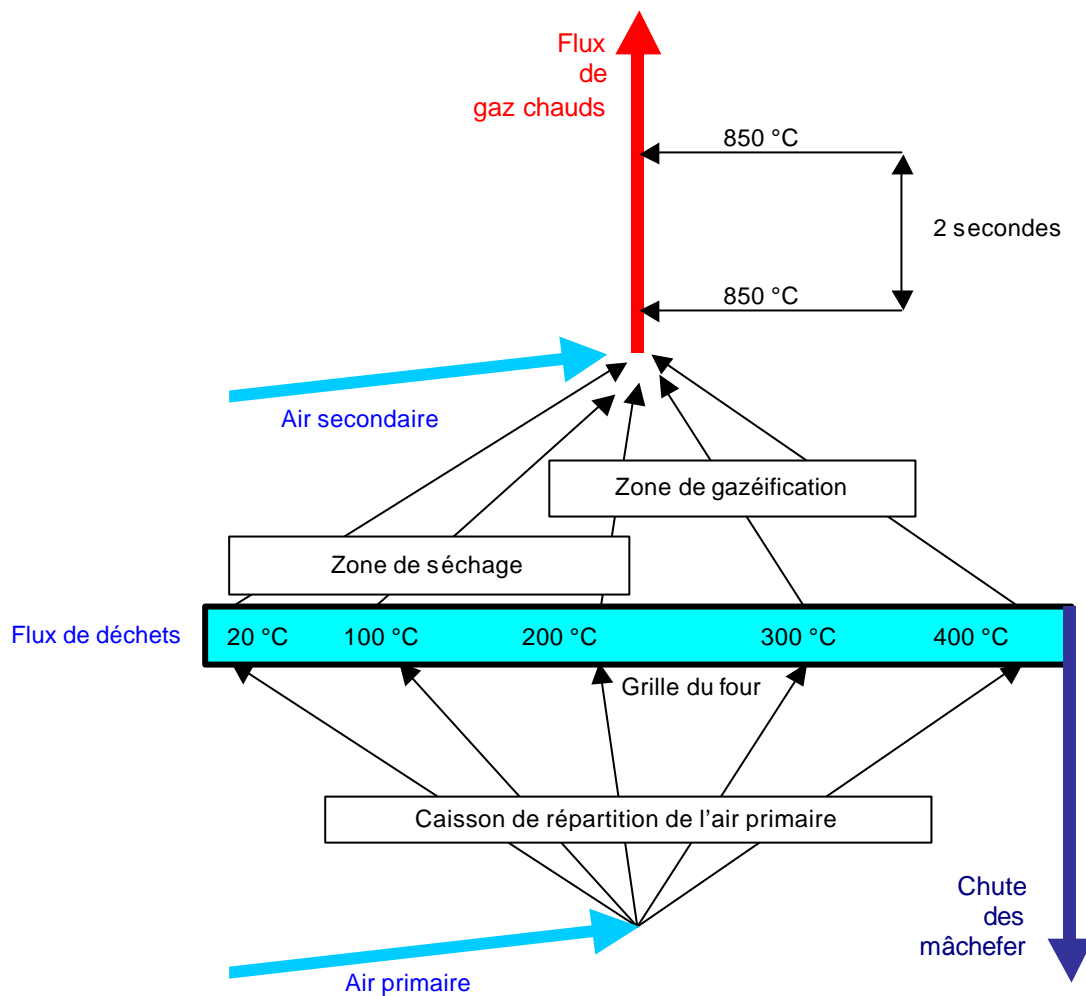 Flux
de
gaz chauds
850 °C
2 secondes
850 °C
Air secondaire
Zone de gazéification
Zone de séchage
Flux de déchets
20 °C
100 °C
200 °C
300 °C
400 °C
Grille du four
Caisson de répartition de l'air primaire
Chute
des
mâchefer
Air primaire